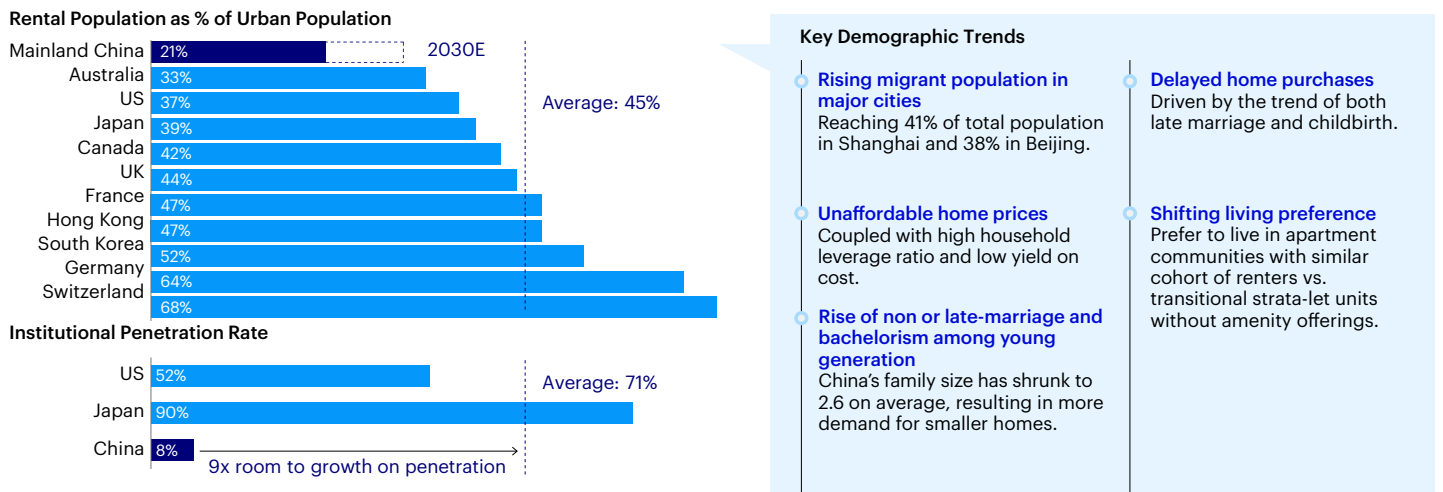 Rental Population as % of Urban Population
Mainland China 21% 2030E
Australia 33%
US 37%
Average: 45%
Japan 39%
Canada 42%
UK 44%
France 47%
Hong Kong 47%
South Korea 52%
Germany 64%
Switzerland 68%
Institutional Penetration Rate
US 52%
Average: 71%
Japan 90%
China 8%
9x room to growth on penetration
Key Demographic Trends
Rising migrant population in
major cities
Reaching 41% of total population
in Shanghai and 38% in Beijing.
Unaffordable home prices
Coupled with high household
leverage ratio and low yield on
cost.
Rise of non or late-marriage and
bachelorism among young
generation
China’s family size has shrunk to
2.6 on average, resulting in more
demand for smaller homes.
Delayed home purchases
Driven by the trend of both
late marriage and childbirth.
Shifting living preference
Prefer to live in apartment
communities with similar
cohort of renters vs.
transitional strata-let units
without amenity offerings.